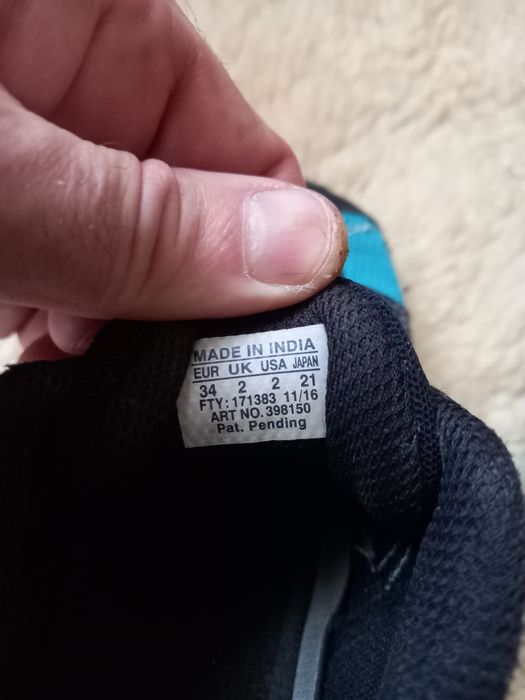 MADE IN INDIA
EUR UK USA JAPAN
34 2 2 21
FTY: 171383 11/16
ART NO. 398150
Pat. Pending